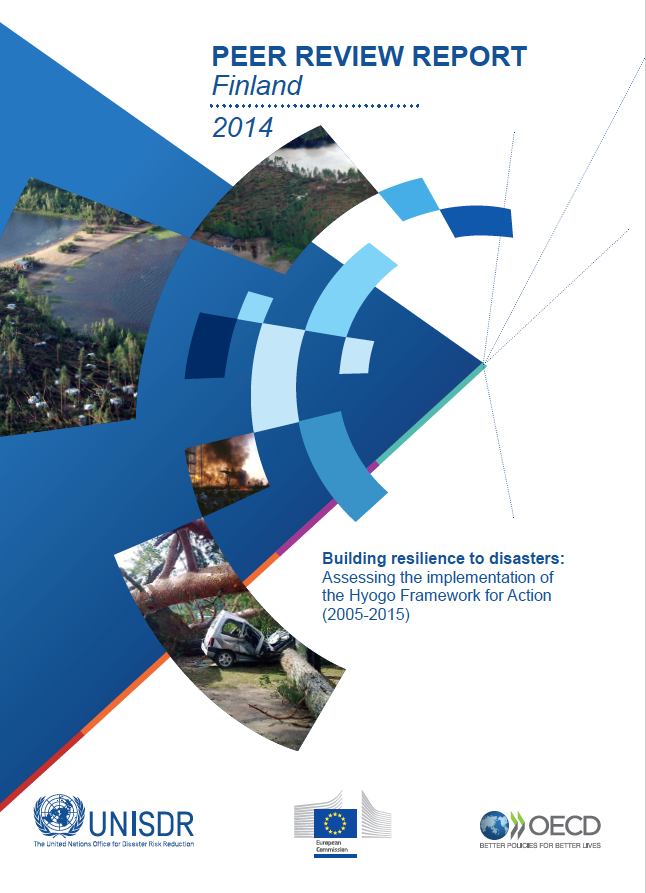 PEER REVIEW REPORT
Finland
2014
Building resilience to disasters:
Assessing the implementation of
the Hyogo Framework for Action
(2005-2015)
UNISDR
The United Nations Office for Disaster Risk Reduction
European
Commission
OECD
BETTER POLICIES FOR BETTER LIVES